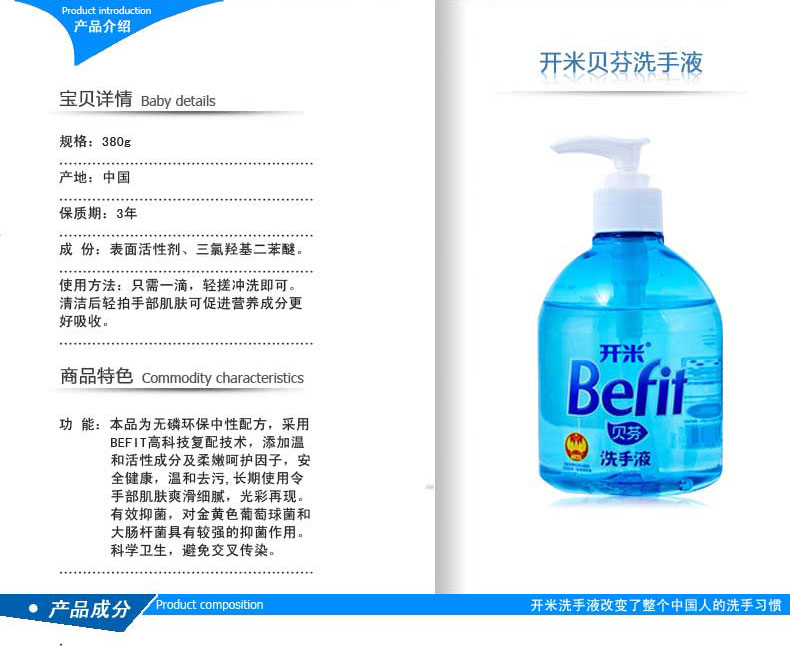 Product introduction
产品介绍
宝贝详情 Baby details
规格：380g
产地：中国
保质期：3年
成 份：表面活性剂、三氯羟基二苯醚。
使用方法：只需一滴，轻搓冲洗即可。
清洁后轻拍手部肌肤可促进营养成分更
好吸收。
商品特色 Commodity characteristics
功 能：本品为无磷环保中性配方，采用
BEFIT高科技复配技术，添加温
和活性成分及柔嫩呵护因子，安
全健康，温和去污,长期使用令
手部肌肤爽滑细腻，光彩再现。
有效抑菌，对金黄色葡萄球菌和
大肠杆菌具有较强的抑菌作用。
科学卫生，避免交叉传染。
开米贝芬洗手液
开米®
Befit
贝芬
洗手液
产品成分 Product composition
开米洗手液改变了整个中国人的洗手习惯